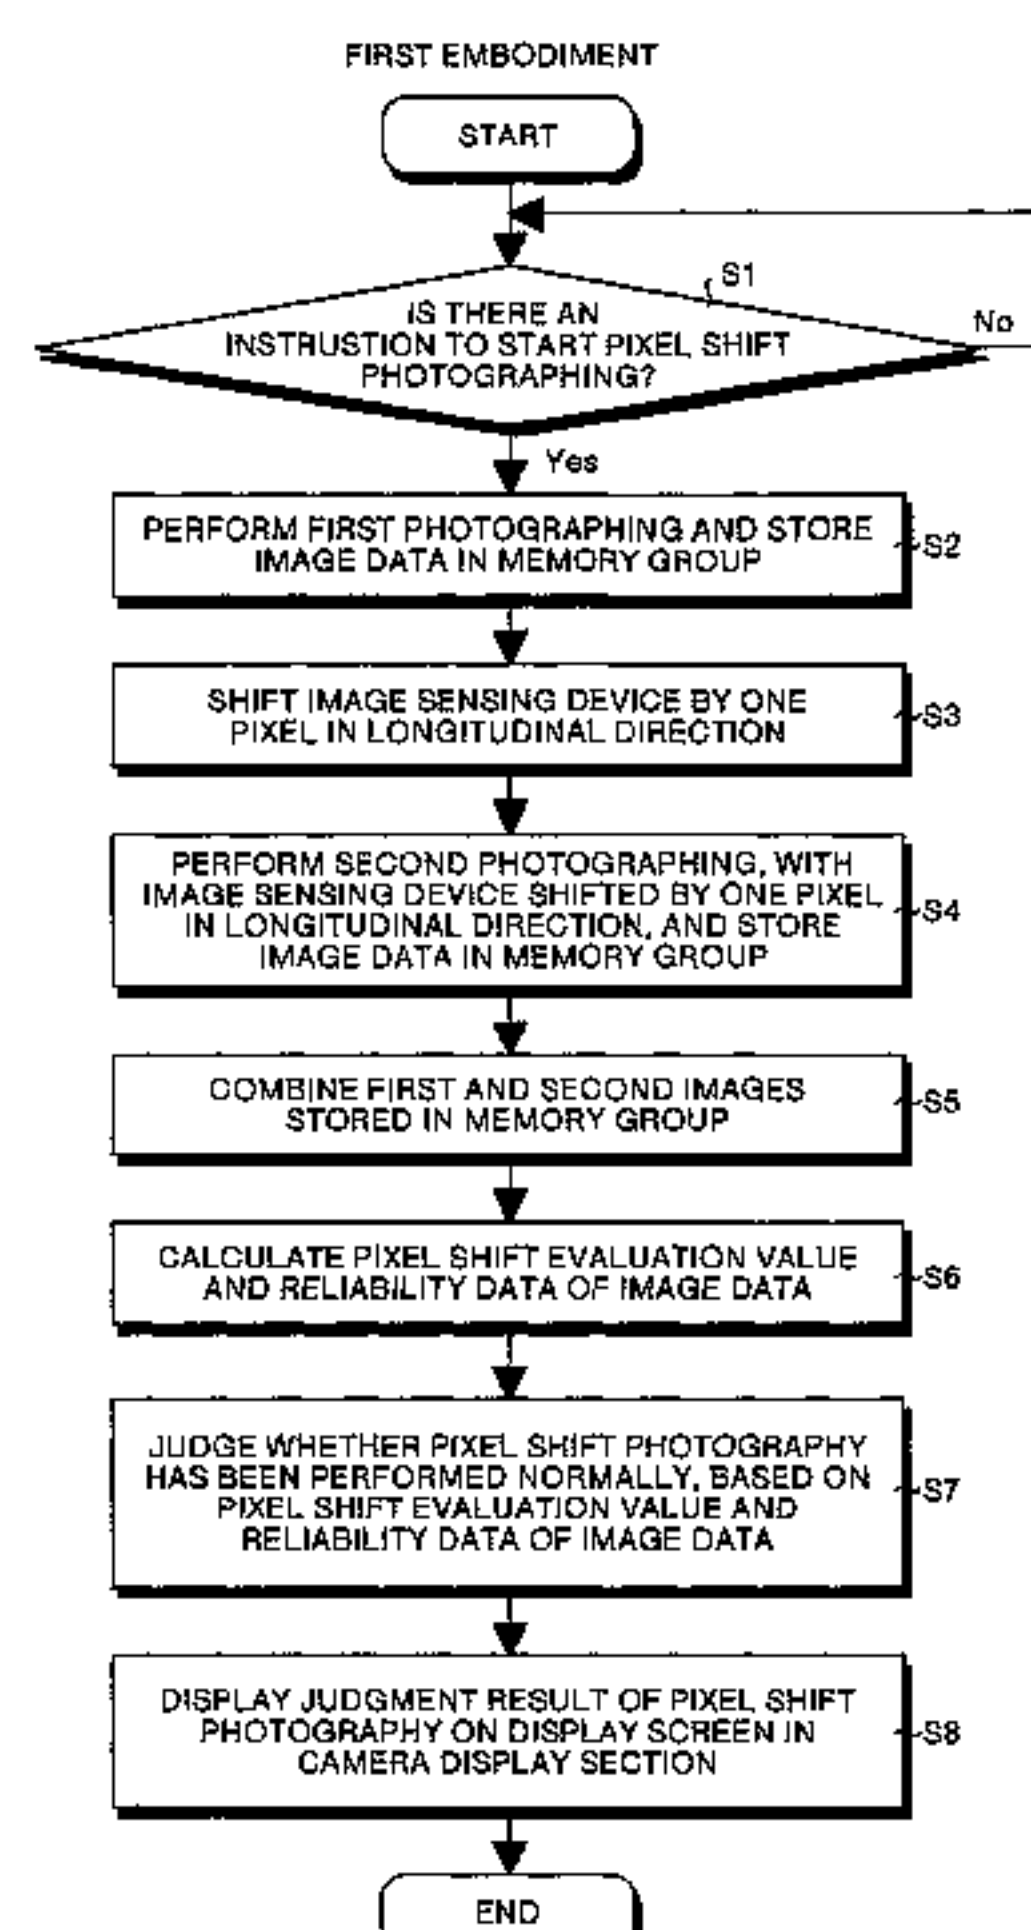 FIRST EMBODIMENT
START
S1
IS THERE AN
INSTRUSTION TO START PIXEL SHIFT
PHOTOGRAPHING?
No
Yes
PERFORM FIRST PHOTOGRAPHING AND STORE
IMAGE DATA IN MEMORY GROUP
S2
SHIFT IMAGE SENSING DEVICE BY ONE
PIXEL IN LONGITUDINAL DIRECTION
S3
PERFORM SECOND PHOTOGRAPHING, WITH
IMAGE SENSING DEVICE SHIFTED BY ONE PIXEL
IN LONGITUDINAL DIRECTION, AND STORE
IMAGE DATA IN MEMORY GROUP
S4
COMBINE FIRST AND SECOND IMAGES
STORED IN MEMORY GROUP
S5
CALCULATE PIXEL SHIFT EVALUATION VALUE
AND RELIABILITY DATA OF IMAGE DATA
S6
JUDGE WHETHER PIXEL SHIFT PHOTOGRAPHY
HAS BEEN PERFORMED NORMALLY, BASED ON
PIXEL SHIFT EVALUATION VALUE AND
RELIABILITY DATA OF IMAGE DATA
S7
DISPLAY JUDGMENT RESULT OF PIXEL SHIFT
PHOTOGRAPHY ON DISPLAY SCREEN IN
CAMERA DISPLAY SECTION
S8
END